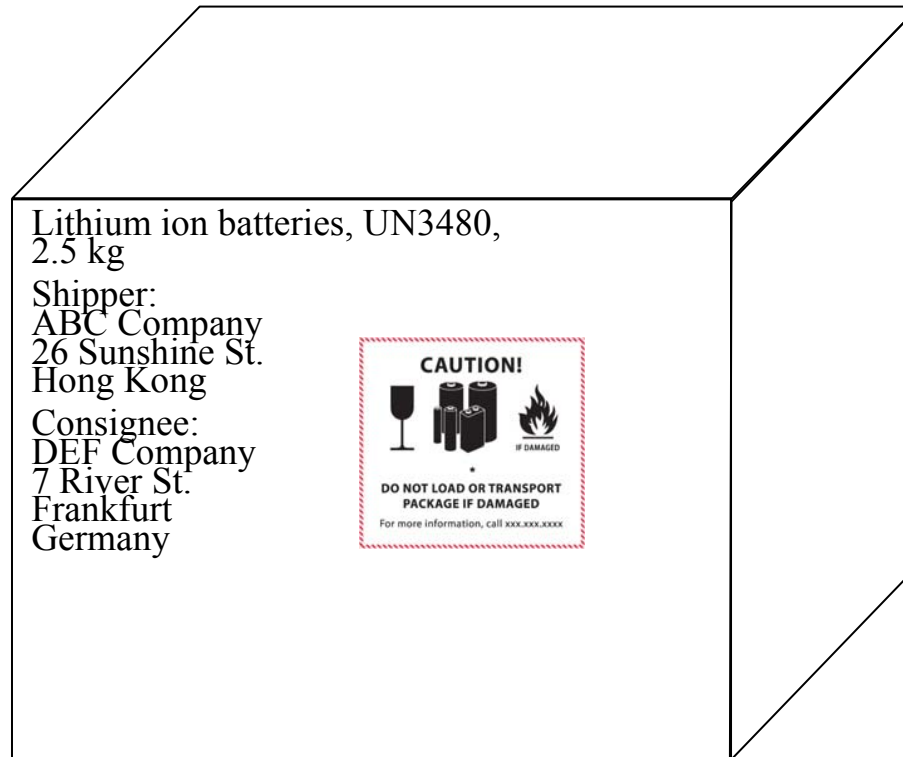 Lithium ion batteries, UN3480,
2.5 kg
Shipper:
ABC Company
26 Sunshine St.
Hong Kong
Consignee:
DEF Company
7 River St.
Frankfurt
Germany
CAUTION!
IF DAMAGED
*
DO NOT LOAD OR TRANSPORT
PACKAGE IF DAMAGED
For more information, call xxx.xxx.xxxx